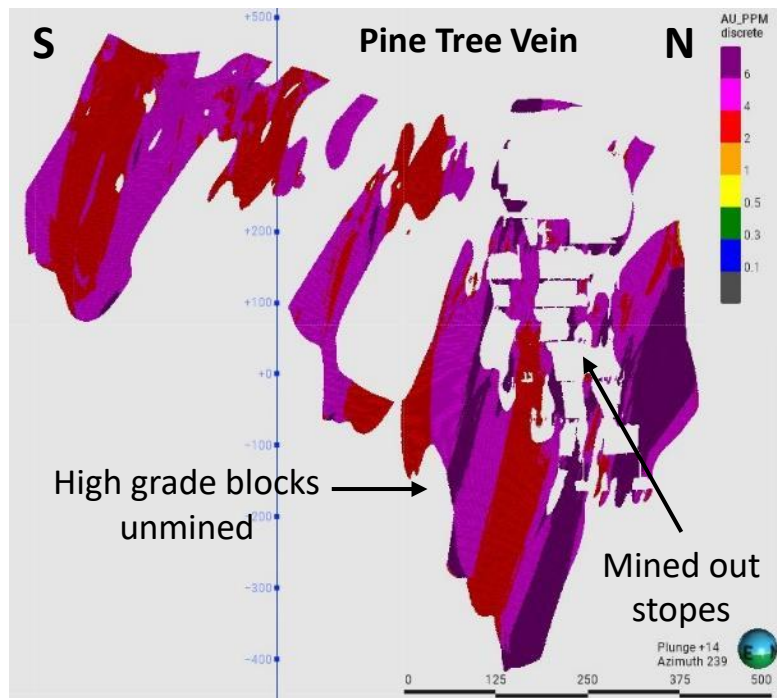 S
Pine Tree Vein
N
AU_PPM
discrete
6
4
2
1
0.5
0.3
0.1
+500
+200
+100
+0
-100
-200
-300
-400
High grade blocks
unmined
Mined out
stopes
Plunge +14
Azimuth 239
0 125 250 375 500